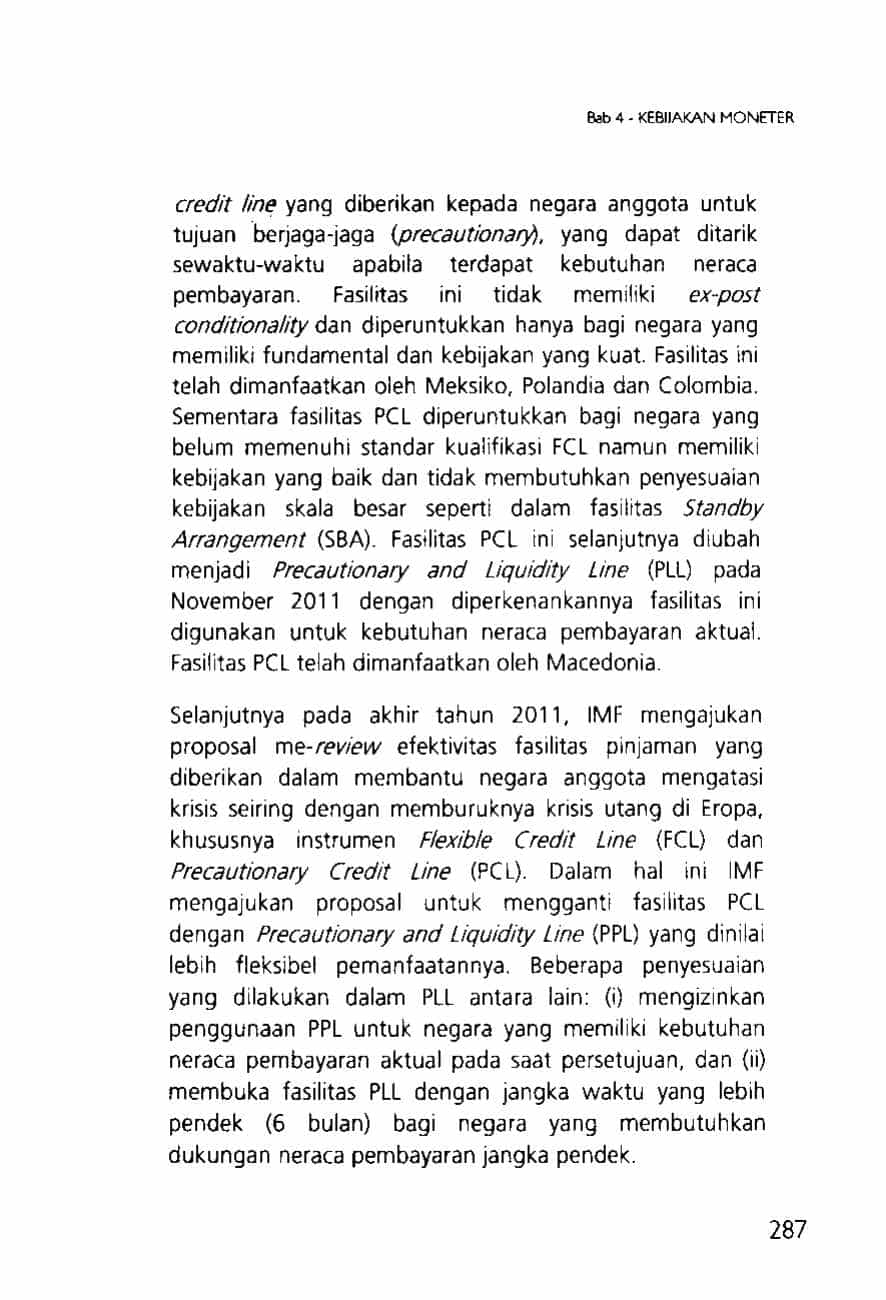 Bab 4 - KEBIJAKAN MONETER
credit line yang diberikan kepada negara anggota untuk
tujuan berjaga-jaga (precautionary), yang dapat ditarik
sewaktu-waktu apabila terdapat kebutuhan neraca
pembayaran. Fasilitas ini tidak memiliki ex-post
conditionality dan diperuntukkan hanya bagi negara yang
memiliki fundamental dan kebijakan yang kuat. Fasilitas ini
telah dimanfaatkan oleh Meksiko, Polandia dan Colombia.
Sementara fasilitas PCL diperuntukkan bagi negara yang
belum memenuhi standar kualifikasi FCL namun memiliki
kebijakan yang baik dan tidak membutuhkan penyesuaian
kebijakan skala besar seperti dalam fasilitas Standby
Arrangement (SBA). Fasilitas PCL ini selanjutnya diubah
menjadi Precautionary and Liquidity Line (PLL) pada
November 2011 dengan diperkenankannya fasilitas ini
digunakan untuk kebutuhan neraca pembayaran aktual.
Fasilitas PCL telah dimanfaatkan oleh Macedonia.
Selanjutnya pada akhir tahun 2011, IMF mengajukan
proposal me-review efektivitas fasilitas pinjaman yang
diberikan dalam membantu negara anggota mengatasi
krisis seiring dengan memburuknya krisis utang di Eropa,
khususnya instrumen Flexible Credit Line (FCL) dan
Precautionary Credit Line (PCL). Dalam hal ini IMF
mengajukan proposal untuk mengganti fasilitas PCL
dengan Precautionary and Liquidity Line (PPL) yang dinilai
lebih fleksibel pemanfaatannya. Beberapa penyesuaian
yang dilakukan dalam PLL antara lain: (i) mengizinkan
penggunaan PPL untuk negara yang memiliki kebutuhan
neraca pembayaran aktual pada saat persetujuan, dan (ii)
membuka fasilitas PLL dengan jangka waktu yang lebih
pendek (6 bulan) bagi negara yang membutuhkan
dukungan neraca pembayaran jangka pendek.
287